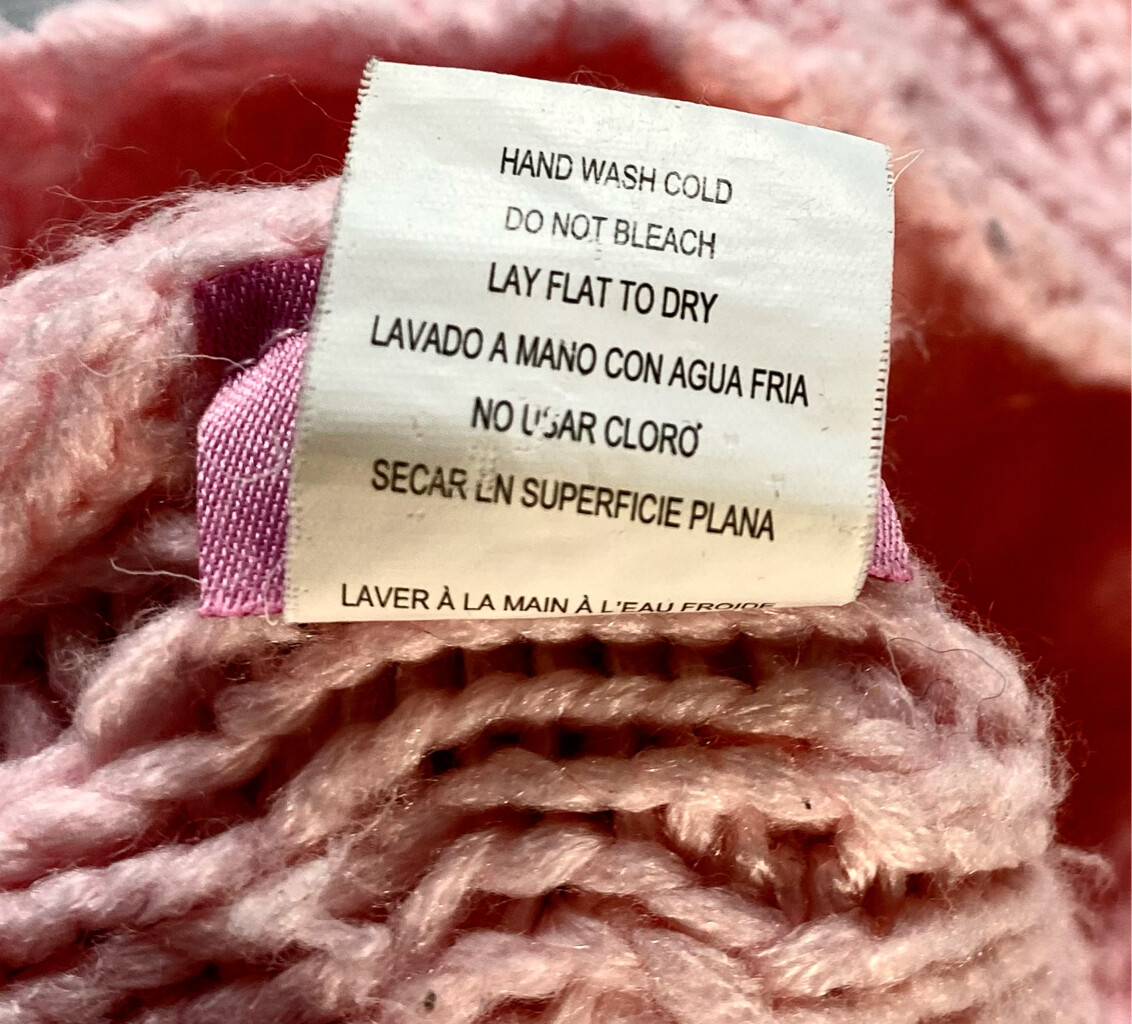 HAND WASH COLD
DO NOT BLEACH
LAY FLAT TO DRY
LAVADO A MANO CON AGUA FRIA
NO USAR CLORO
SECAR EN SUPERFICIE PLANA
LAVER À LA MAIN À L'EAU FROIDE